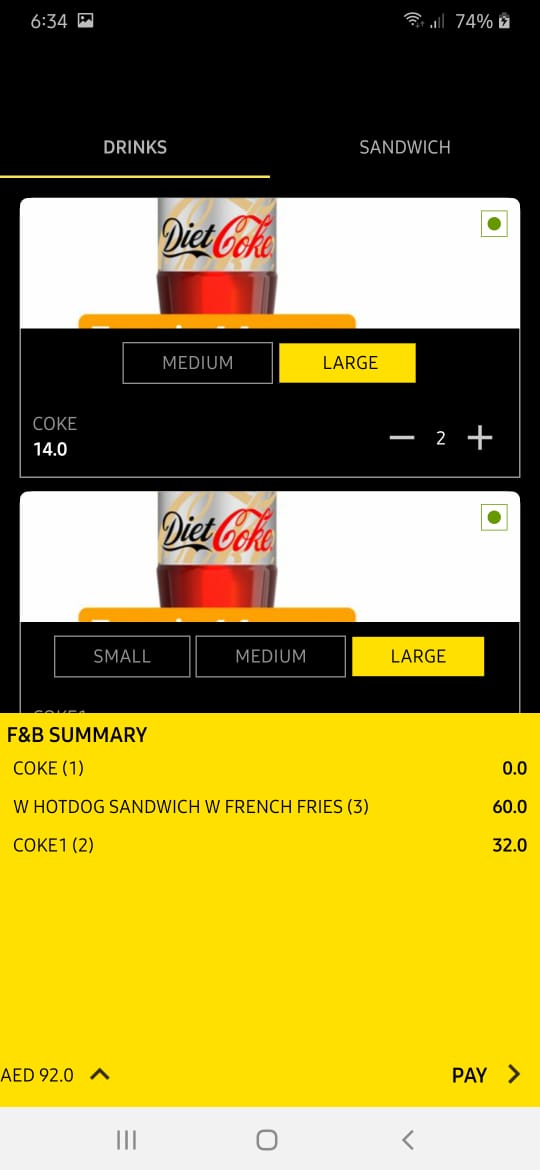 6:34 74%
DRINKS SANDWICH
Diet Coke
MEDIUM LARGE
COKE
14.0 2
Diet Coke
SMALL MEDIUM LARGE
F&B SUMMARY
COKE (1) 0.0
W HOTDOG SANDWICH W FRENCH FRIES (3) 60.0
COKE1 (2) 32.0
AED 92.0 PAY